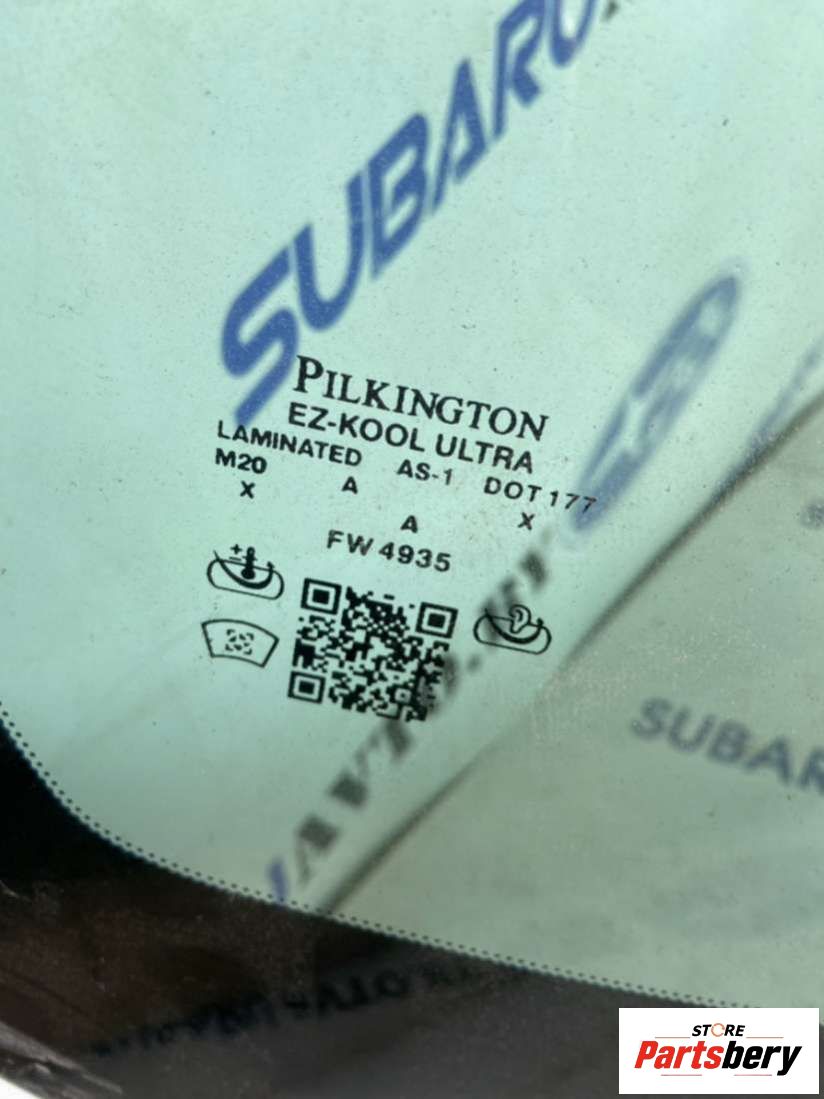 SUBARU
PILKINGTON
EZ-KOOL ULTRA
LAMINATED AS-1 DOT 177
M20 A
X A X
FW 4935
SUBAR
STORE
Partsbery